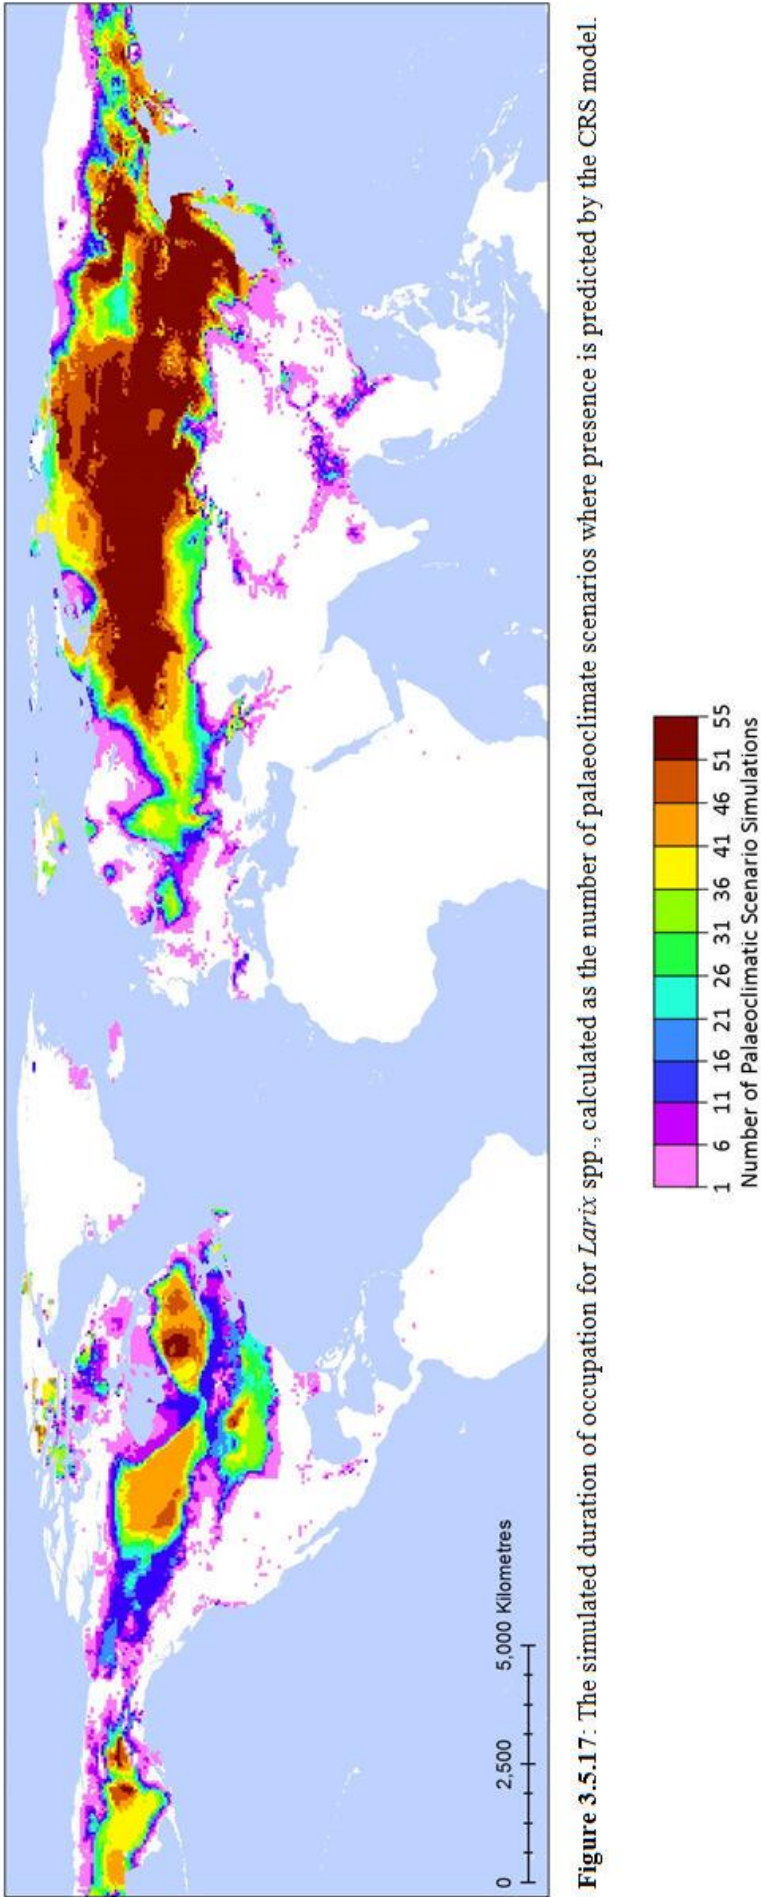 0 2,500 5,000 Kilometres
Figure 3.5.17: The simulated duration of occupation for Larix spp., calculated as the number of palaeoclimate scenarios where presence is predicted by the CRS model.
1 6 11 16 21 26 31 36 41 46 51 55
Number of Palaeoclimatic Scenario Simulations